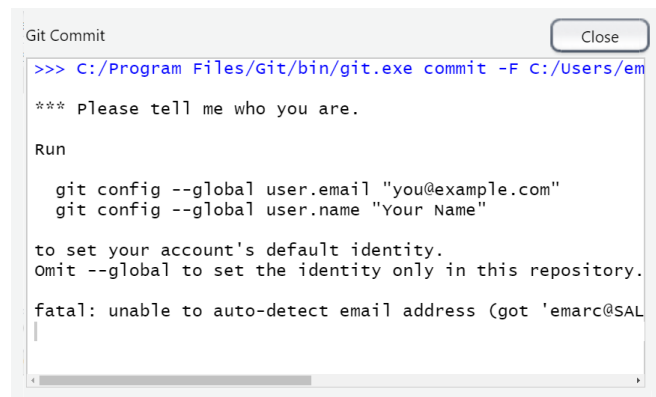 Git Commit
Close
>>> C:/Program Files/Git/bin/git.exe commit -F C:/Users/em
*** Please tell me who you are.
Run
git config --global user.email "you@example.com"
git config --global user.name "Your Name"
to set your account's default identity.
Omit --global to set the identity only in this repository.
fatal: unable to auto-detect email address (got 'emarc@SAL